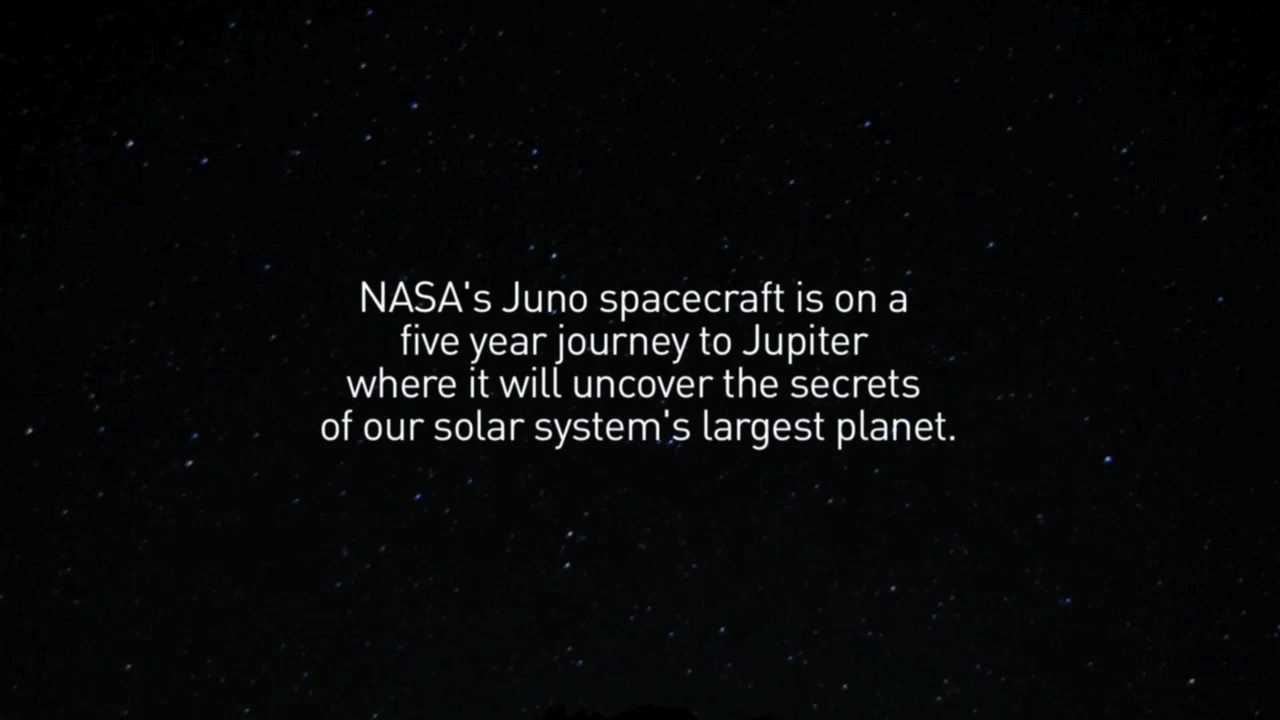 NASA's Juno spacecraft is on a
five year journey to Jupiter
where it will uncover the secrets
of our solar system's largest planet.